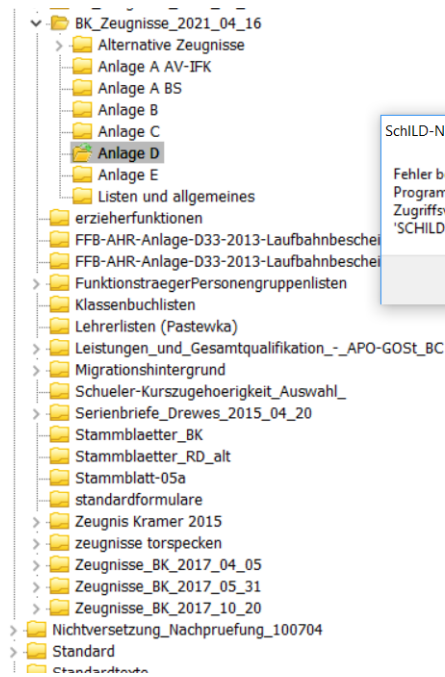 BK_Zeugnisse_2021_04_16
Alternative Zeugnisse
Anlage A AV-IFK
Anlage A BS
Anlage B
Anlage C
Anlage D
Anlage E
Listen und allgemeines
erzieherfunktionen
FFB-AHR-Anlage-D33-2013-Laufbahnbeschei
FFB-AHR-Anlage-D33-2013-Laufbahnbeschei
FunktionstraegerPersonengruppenlisten
Klassenbuchlisten
Lehrerlisten (Pastewka)
Leistungen_und_Gesamtqualifikation_-_APO-GOSt_BC
Migrationshintergrund
Schueler-Kurszugehoerigkeit_Auswahl_
Serienbriefe_Drewes_2015_04_20
Stammblaetter_BK
Stammblaetter_RD_alt
Stammblatt-05a
standardformulare
Zeugnis Kramer 2015
zeugnisse torspecken
Zeugnisse_BK_2017_04_05
Zeugnisse_BK_2017_05_31
Zeugnisse_BK_2017_10_20
Nichtversetzung_Nachpruefung_100704
Standard
Standardtexte
SchILD-N
Fehler b
Program
Zugriffsv
'SCHILD